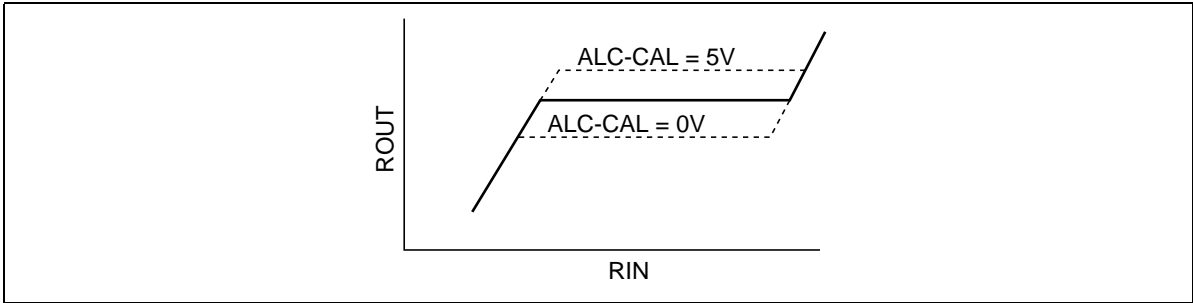 ALC-CAL = 5V
ALC-CAL = 0V
ROUT
RIN